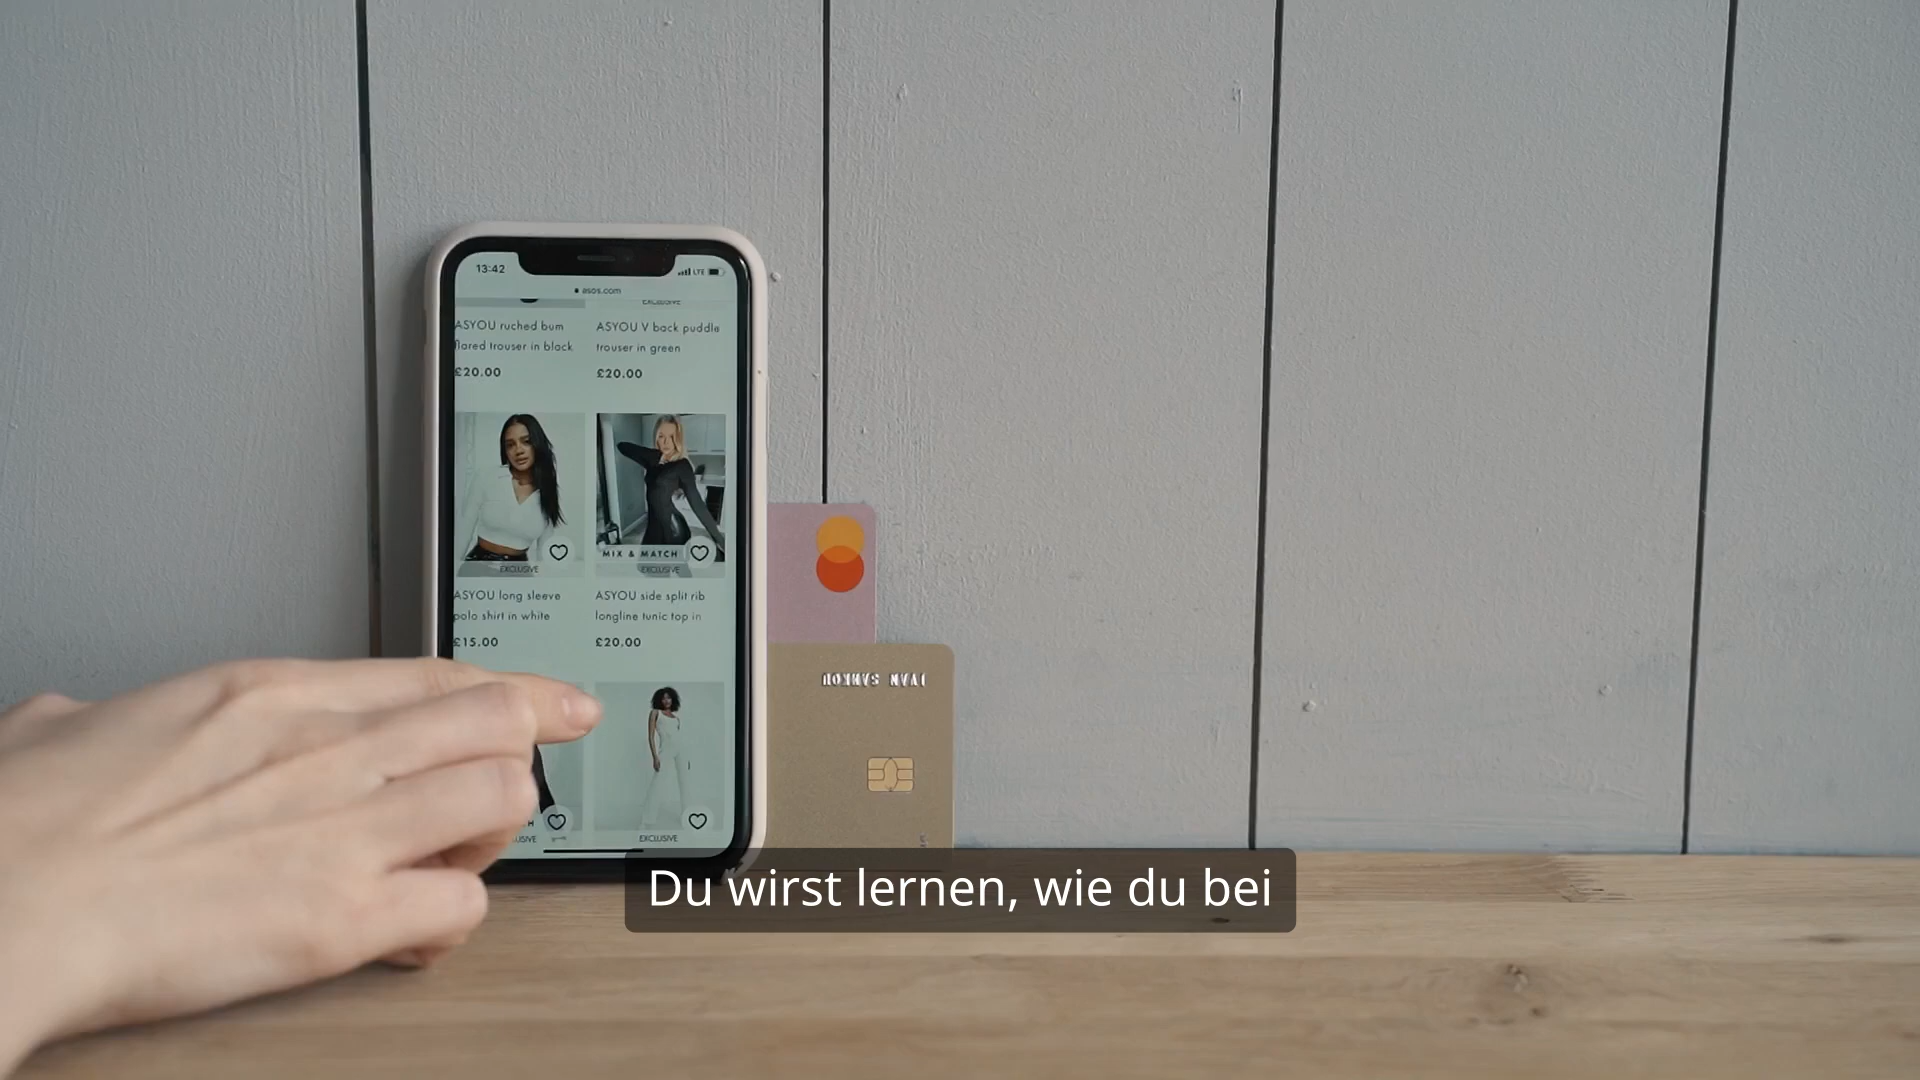 13:42
LTE
asos.com
EXCLUSIVE
ASYOU ruched bum
flared trouser in black
£20.00
ASYOU V back puddle
trouser in green
£20.00
EXCLUSIVE
MIX & MATCH
EXCLUSIVE
ASYOU long sleeve
polo shirt in white
£15.00
ASYOU side split rib
longline tunic top in
£20.00
EXCLUSIVE
IVAN SANKOU
Du wirst lernen, wie du bei